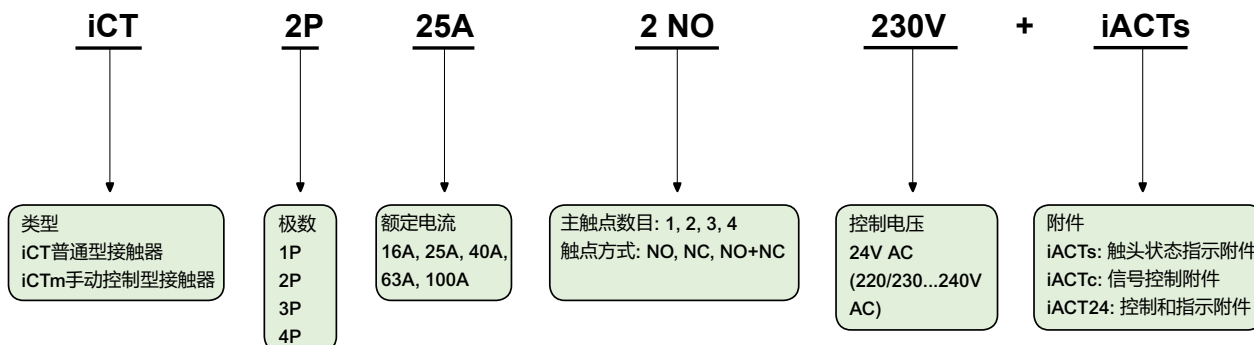 iCT 2P 25A 2 NO 230V + iACTs
类型
iCT普通型接触器
iCTm手动控制型接触器
极数
1P
2P
3P
4P
额定电流
16A, 25A, 40A,
63A, 100A
主触点数目: 1, 2, 3, 4
触点方式: NO, NC, NO+NC
控制电压
24V AC
(220/230...240V
AC)
附件
iACTs: 触头状态指示附件
iACTc: 信号控制附件
iACT24: 控制和指示附件